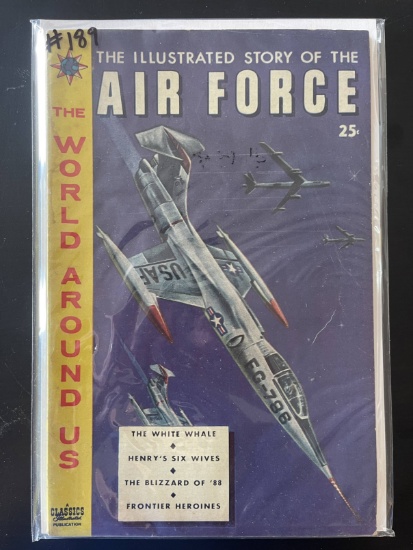 #189
THE ILLUSTRATED STORY OF THE
AIR FORCE
25¢
THE WORLD AROUND US
USAF
FG-786
THE WHITE WHALE
HENRY'S SIX WIVES
THE BLIZZARD OF '88
FRONTIER HEROINES
A
CLASSICS
Illustrated
PUBLICATION